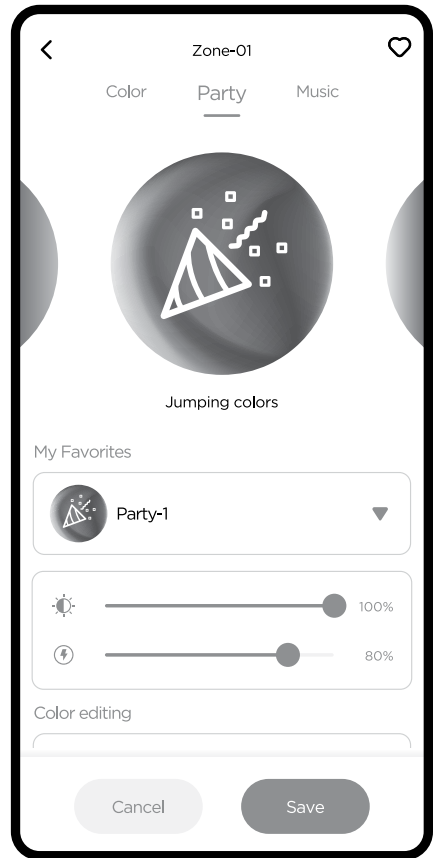 Zone-01
Color Party Music
Jumping colors
My Favorites
Party-1
100%
80%
Color editing
Cancel Save